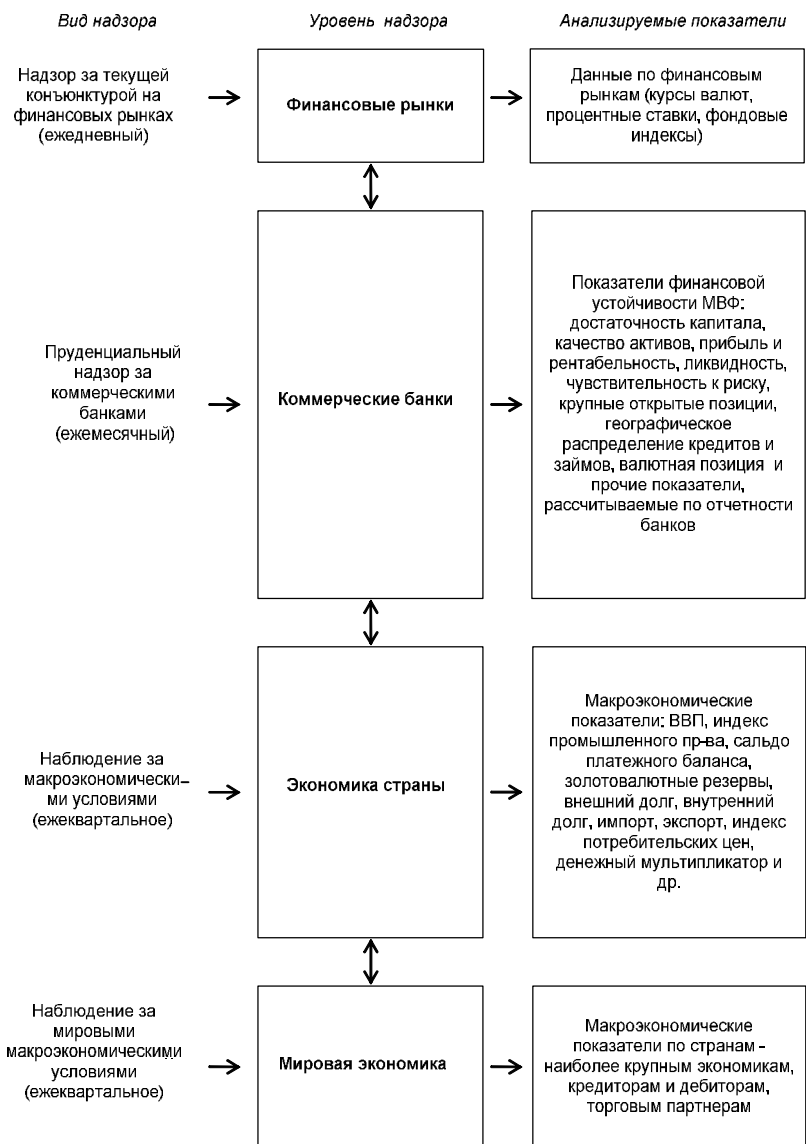 Вид надзора
Уровень надзора
Анализируемые показатели
Надзор за текущей
конъюнктурой на
финансовых рынках
(ежедневный)
Финансовые рынки
Данные по финансовым
рынкам (курсы валют,
процентные ставки, фондовые
индексы)
Пруденциальный
надзор за
коммерческими
банками
(ежемесячный)
Коммерческие банки
Показатели финансовой
устойчивости МВФ:
достаточность капитала,
качество активов, прибыль и
рентабельность, ликвидность,
чувствительность к риску,
крупные открытые позиции,
географическое
распределение кредитов и
займов, валютная позиция и
прочие показатели,
рассчитываемые по отчетности
банков
Наблюдение за
макроэкономически–
ми условиями
(ежеквартальное)
Экономика страны
Макроэкономические
показатели: ВВП, индекс
промышленного пр-ва, сальдо
платежного баланса,
золотовалютные резервы,
внешний долг, внутренний
долг, импорт, экспорт, индекс
потребительских цен,
денежный мультипликатор и
др.
Наблюдение за
мировыми
макроэкономическими
условиями
(ежеквартальное)
Мировая экономика
Макроэкономические
показатели по странам -
наиболее крупным экономикам,
кредиторам и дебиторам,
торговым партнерам